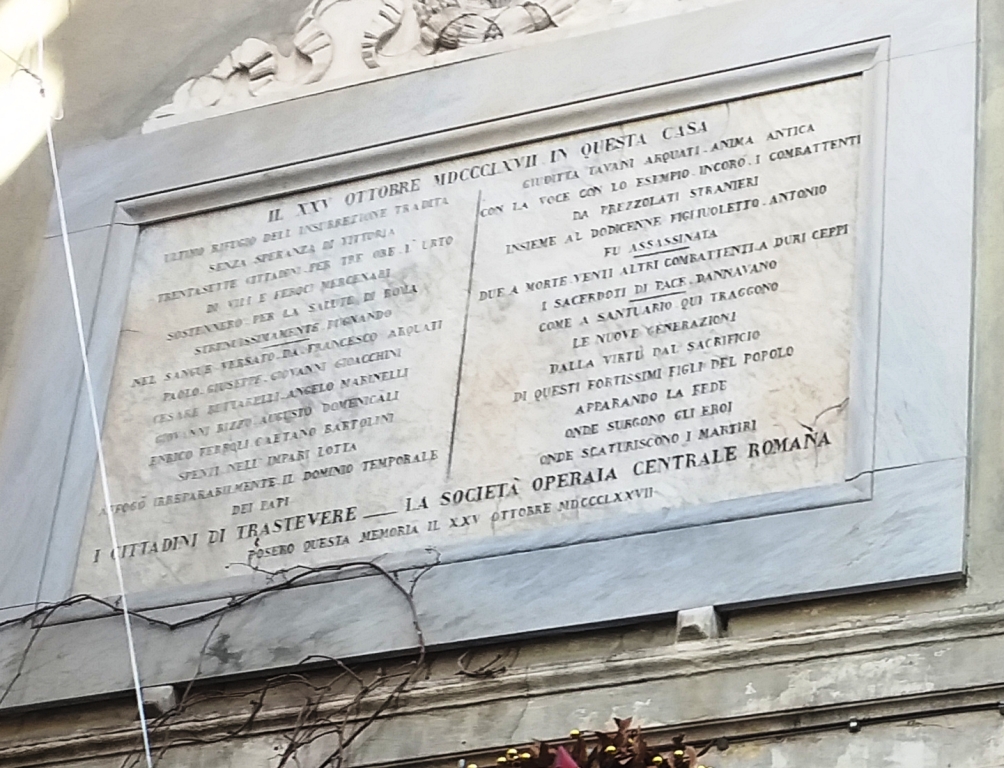 IL XXV OTTOBRE MDCCCLXVII IN QUESTA CASA
ULTIMO RIFUGIO DELL' INSURREZIONE TRADITA
SENZA SPERANZA DI VITTORIA
TRENTASETTE CITTADINI PER TRE ORE L'URTO
DI VILI E FEROCI MERCENARI
SOSTENNERO PER LA SALUTE DI ROMA
STRENUISSIMAMENTE PUGNANDO
NEL SANGUE VERSATO DA FRANCESCO ARQUATI
PAOLO GIUSEPPE GIOVANNI GIOACCHINI
CESARE BETTARELLI ANGELO MARINELLI
GIOVANNI RIZZO AUGUSTO DOMENICALI
ENRICO FERROLI GAETANO BARTOLINI
SPENTI NELL' IMPARI LOTTA
AFFOGÒ IRREPARABILMENTE IL DOMINIO TEMPORALE
DEI PAPI
GIUDITTA TAVANI ARQUATI ANIMA ANTICA
CON LA VOCE CON LO ESEMPIO INCORÒ I COMBATTENTI
DA PREZZOLATI STRANIERI
INSIEME AL DODICENNE FIGLIUOLETTO ANTONIO
FU ASSASSINATA
DUE A MORTE VENTI ALTRI COMBATTENTI A DURI CEPPI
I SACERDOTI DI PACE DANNAVANO
COME A SANTUARIO QUI TRAGGONO
LE NUOVE GENERAZIONI
DALLA VIRTÙ DAL SACRIFICIO
DI QUESTI FORTISSIMI FIGLI DEL POPOLO
APPARANDO LA FEDE
ONDE SURGONO GLI EROI
ONDE SCATURISCONO I MARTIRI
I CITTADINI DI TRASTEVERE — LA SOCIETÀ OPERAIA CENTRALE ROMANA
POSERO QUESTA MEMORIA IL XXV OTTOBRE MDCCCLXXVII